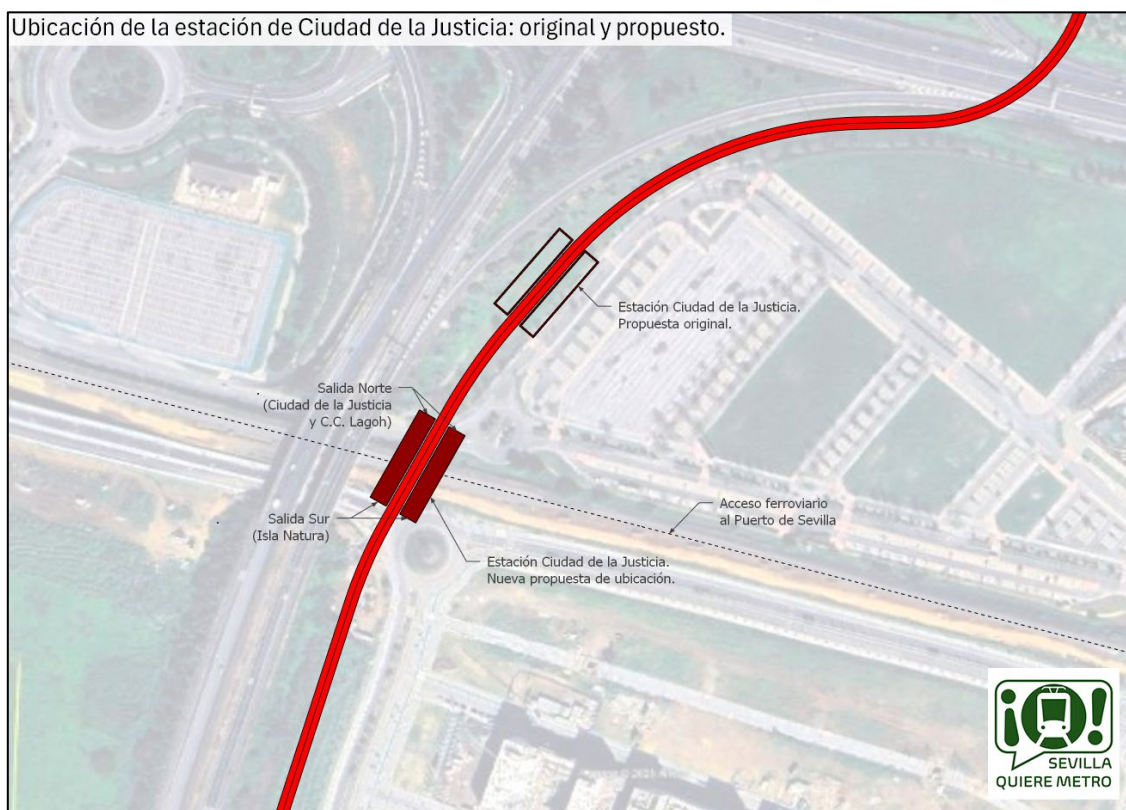 Ubicación de la estación de Ciudad de la Justicia: original y propuesto.
Estación Ciudad de la Justicia.
Propuesta original.
Salida Norte
(Ciudad de la Justicia
y C.C. Lagoh)
Acceso ferroviario
al Puerto de Sevilla
Salida Sur
(Isla Natura)
Estación Ciudad de la Justicia.
Nueva propuesta de ubicación.
SEVILLA
QUIERE METRO